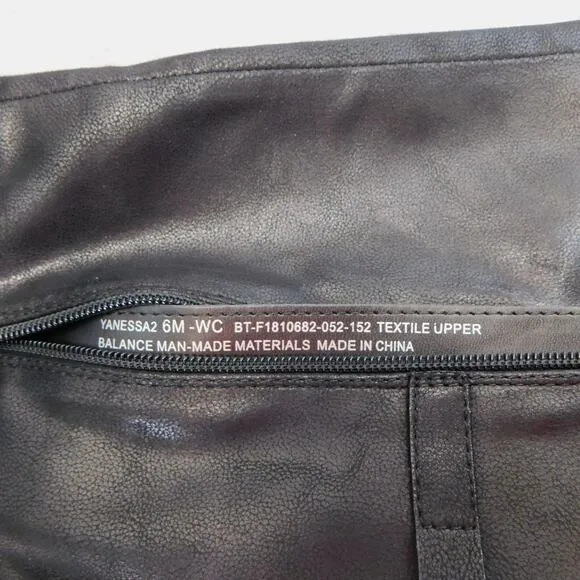 YANESSA2 6M -WC BT-F1810682-052-152 TEXTILE UPPER
BALANCE MAN-MADE MATERIALS MADE IN CHINA